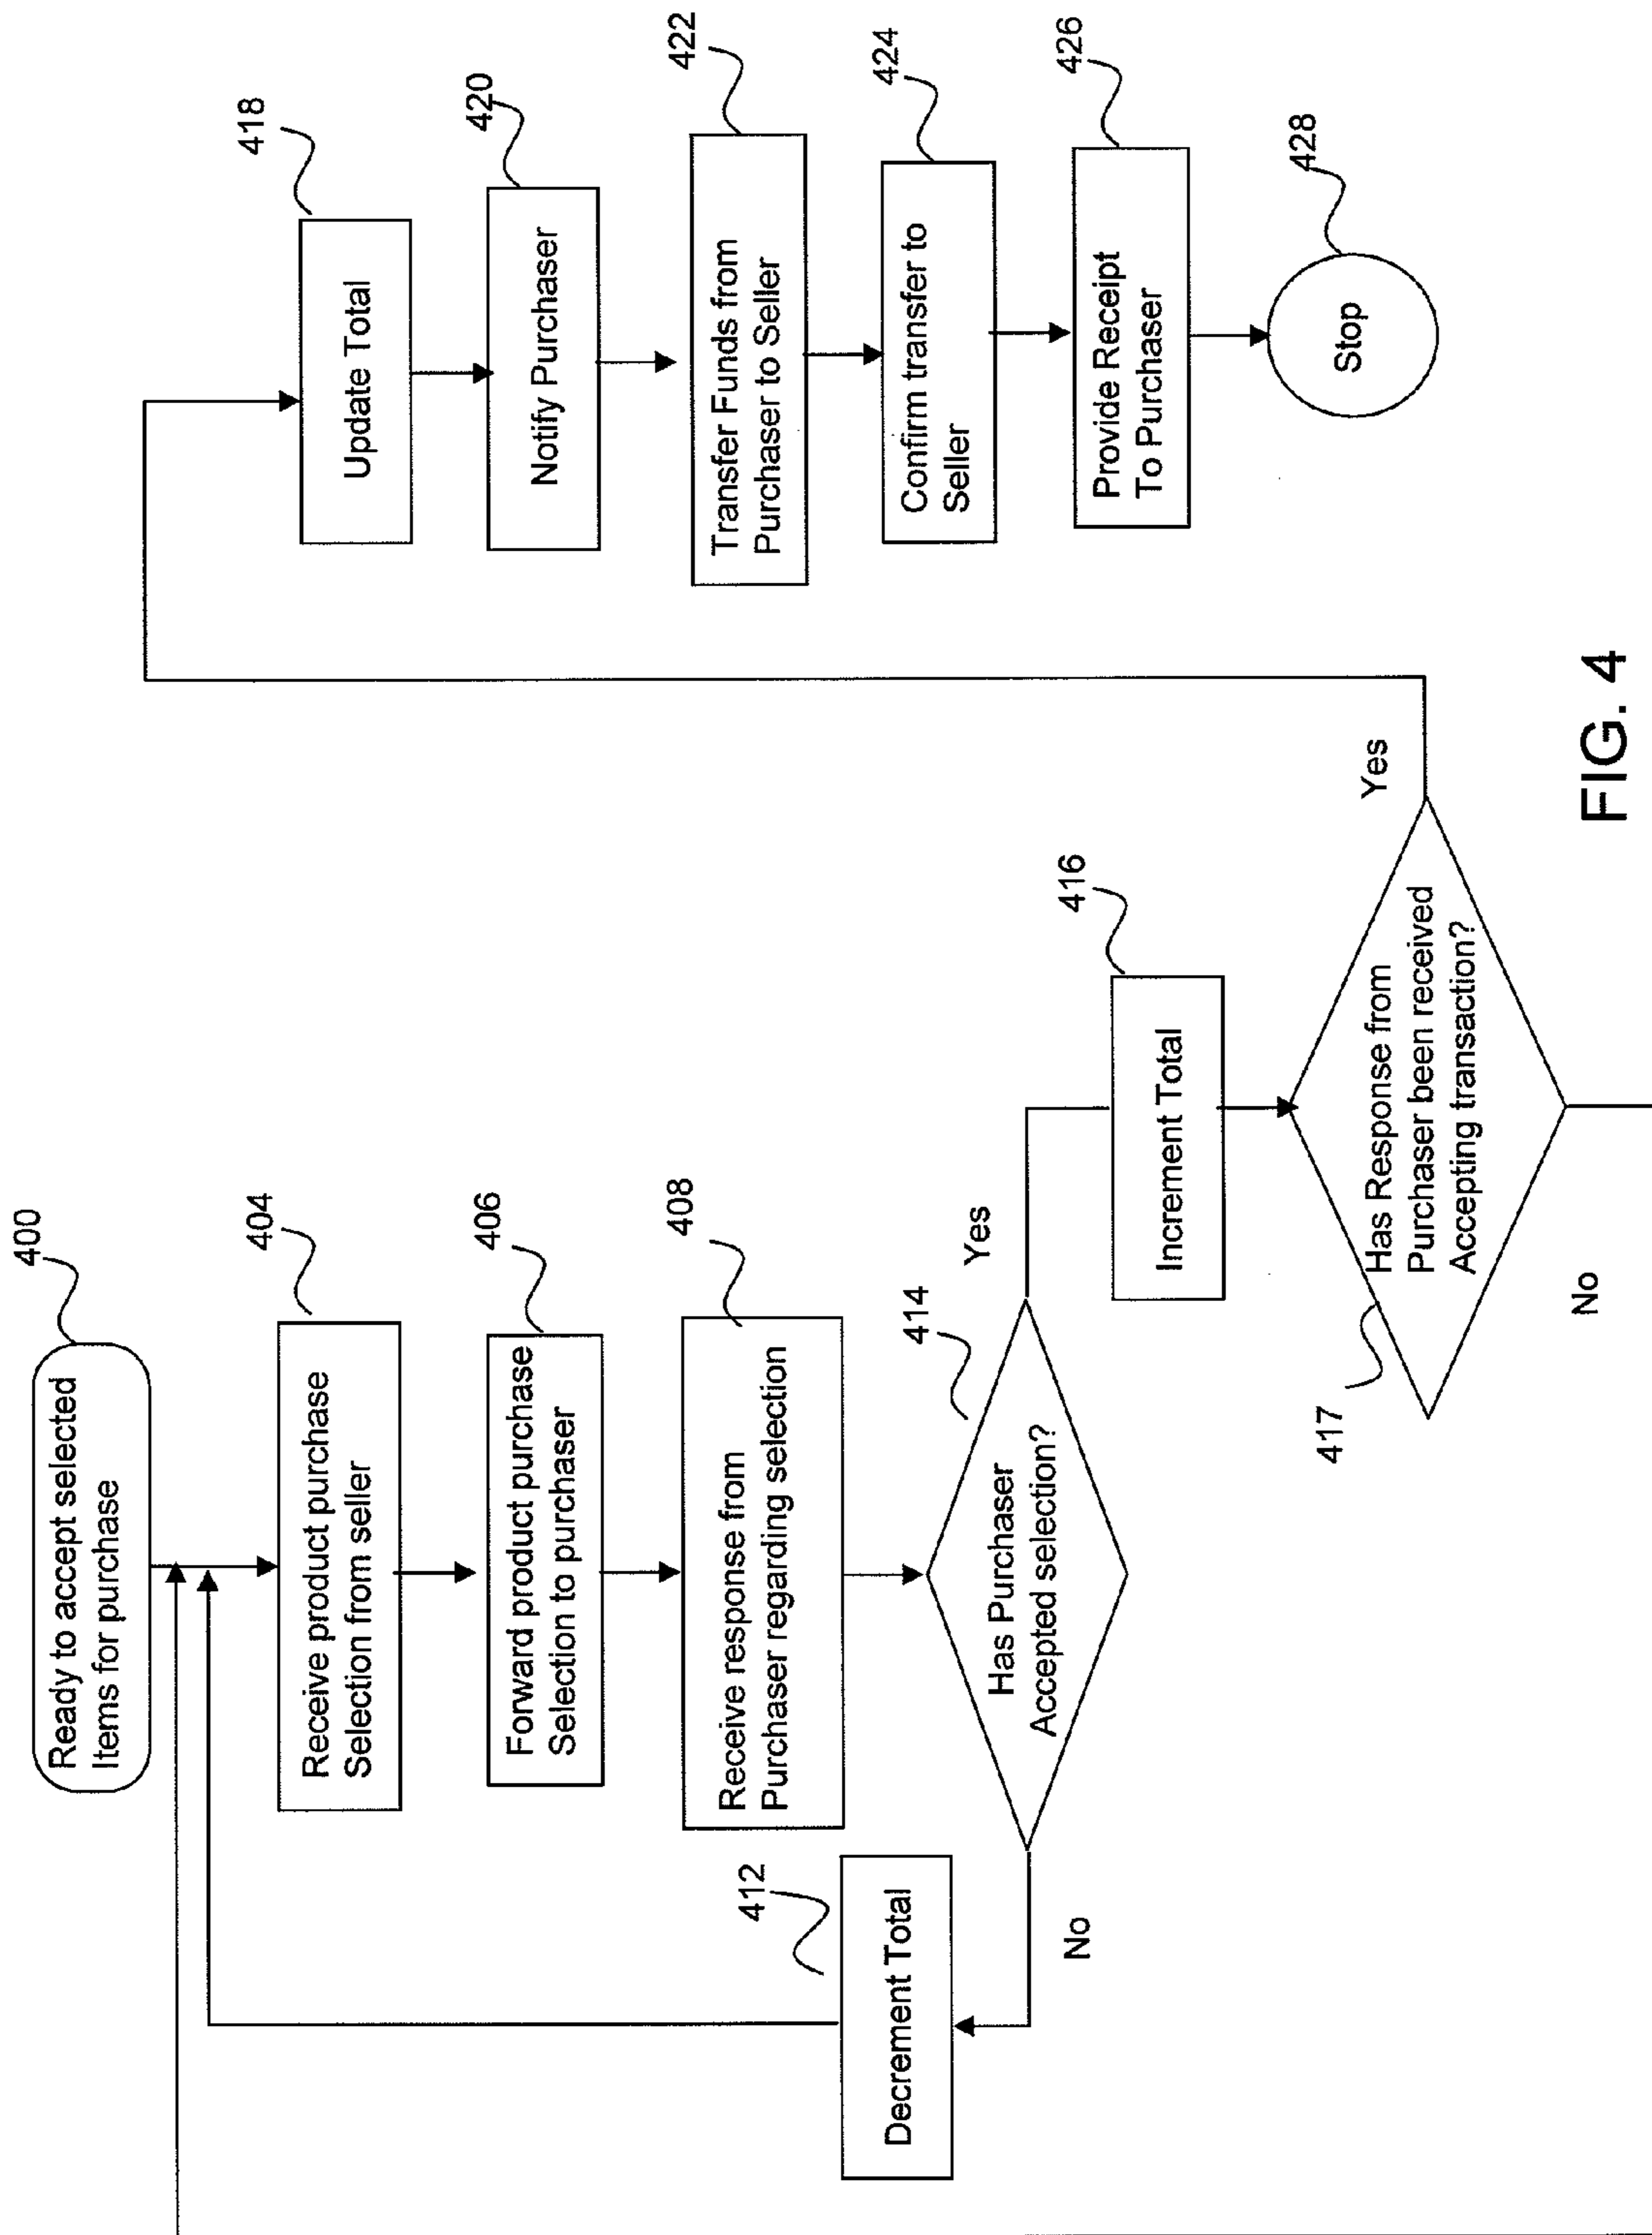 400
Ready to accept selected
Items for purchase
404
Receive product purchase
Selection from seller
406
Forward product purchase
Selection to purchaser
408
Receive response from
Purchaser regarding selection
412
Decrement Total
414
Has Purchaser
Accepted selection?
No
Yes
416
Increment Total
417
Has Response from
Purchaser been received
Accepting transaction?
No
Yes
418
Update Total
420
Notify Purchaser
422
Transfer Funds from
Purchaser to Seller
424
Confirm transfer to
Seller
426
Provide Receipt
To Purchaser
428
Stop
FIG. 4